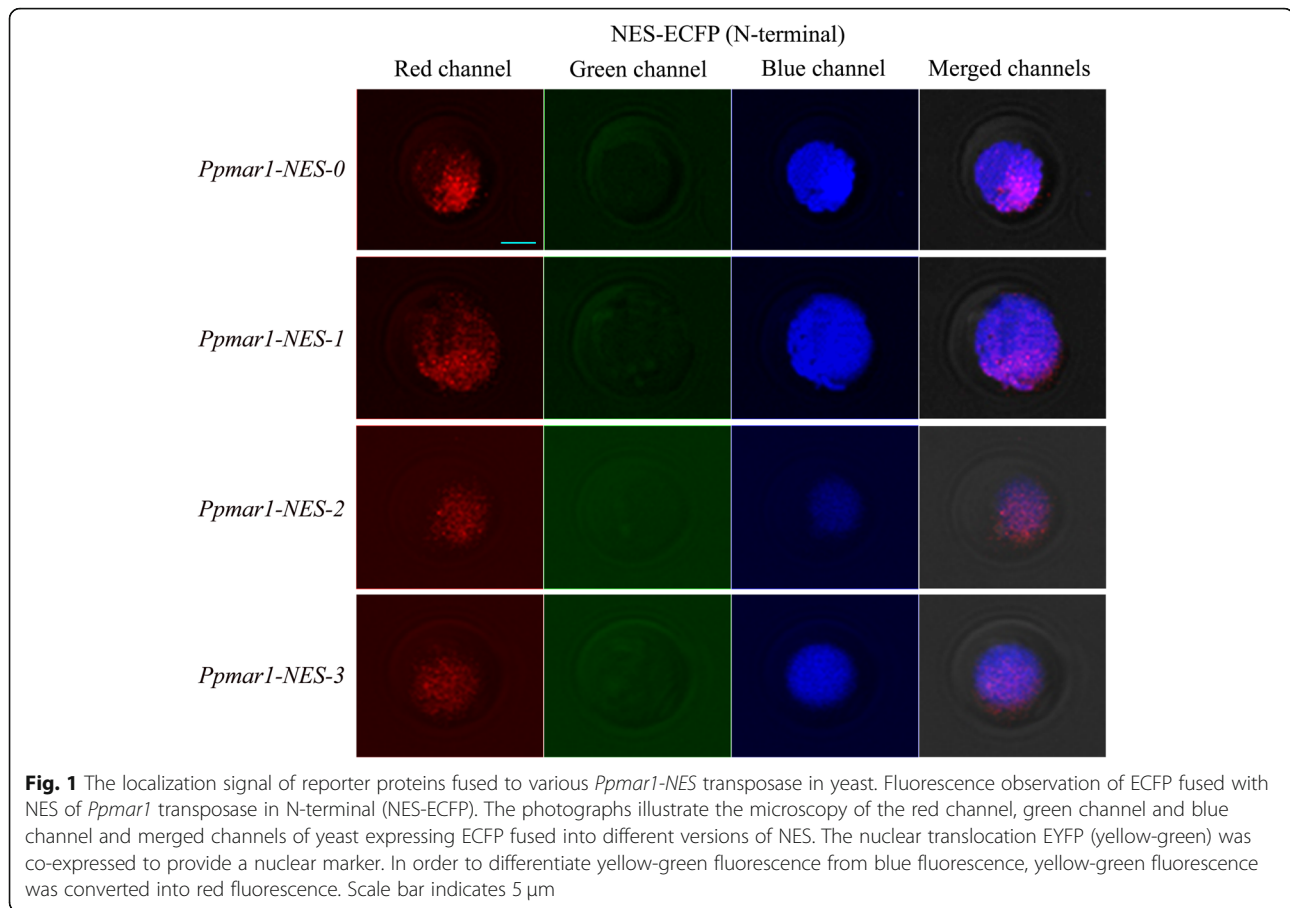 NES-ECFP (N-terminal)
Red channel Green channel Blue channel Merged channels
Ppmar1-NES-0
Ppmar1-NES-1
Ppmar1-NES-2
Ppmar1-NES-3
Fig. 1 The localization signal of reporter proteins fused to various Ppmar1-NES transposase in yeast. Fluorescence observation of ECFP fused with
NES of Ppmar1 transposase in N-terminal (NES-ECFP). The photographs illustrate the microscopy of the red channel, green channel and blue
channel and merged channels of yeast expressing ECFP fused into different versions of NES. The nuclear translocation EYFP (yellow-green) was
co-expressed to provide a nuclear marker. In order to differentiate yellow-green fluorescence from blue fluorescence, yellow-green fluorescence
was converted into red fluorescence. Scale bar indicates 5 μm